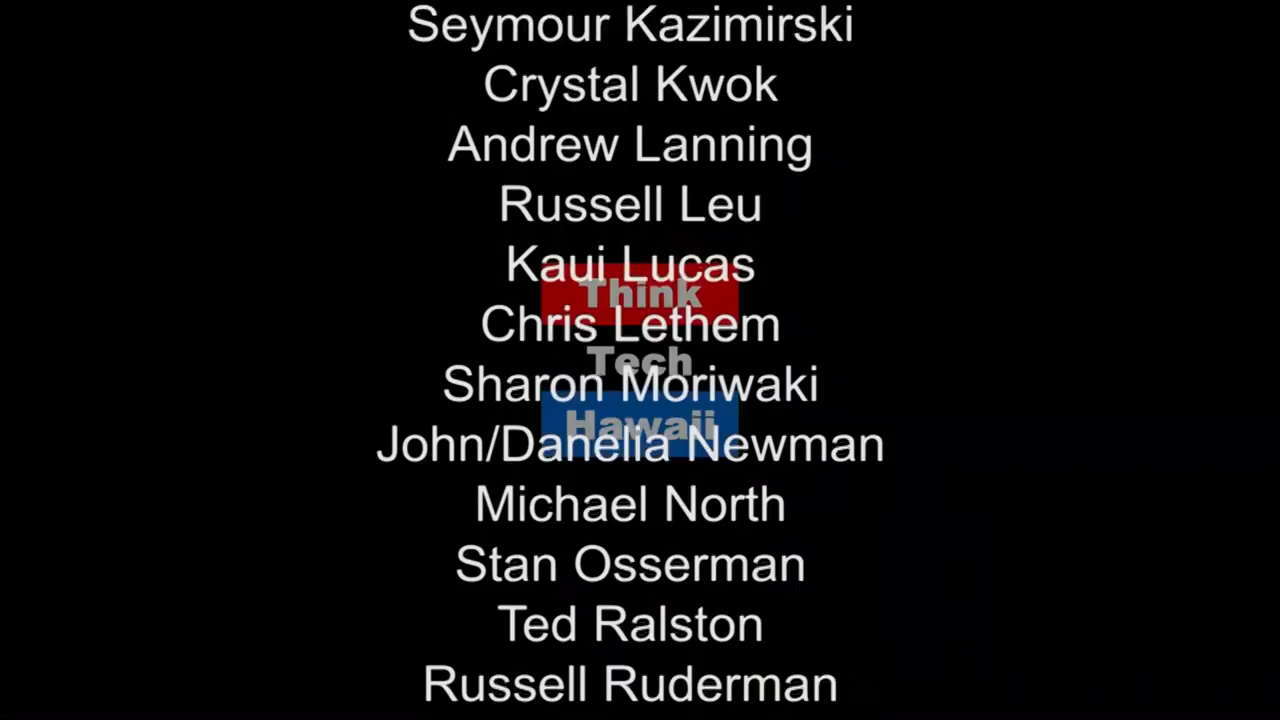 Seymour Kazimirski
Crystal Kwok
Andrew Lanning
Russell Leu
Kaui Lucas
Think
Chris Lethem
Tech
Sharon Moriwaki
Hawaii
John/Danelia Newman
Michael North
Stan Osserman
Ted Ralston
Russell Ruderman